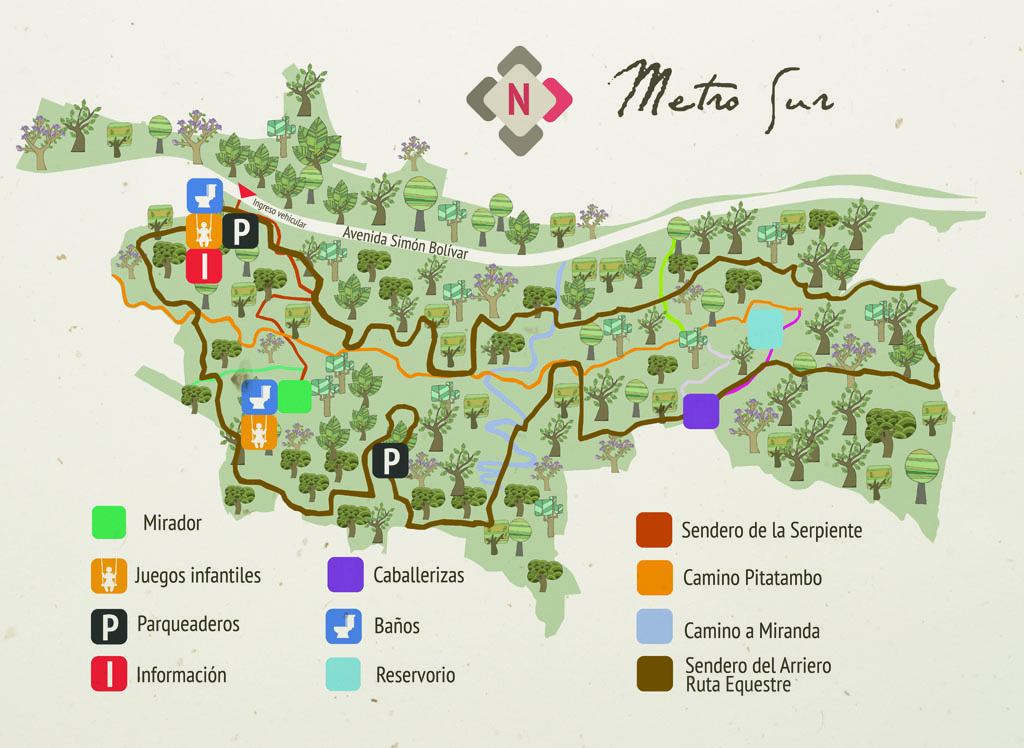 N
Metro Sur
Ingreso vehicular
Avenida Simón Bolívar
P
I
P
Mirador
Juegos infantiles
P
Parqueaderos
I
Información
Caballerizas
Baños
Reservorio
Sendero de la Serpiente
Camino Pitatambo
Camino a Miranda
Sendero del Arriero
Ruta Equestre